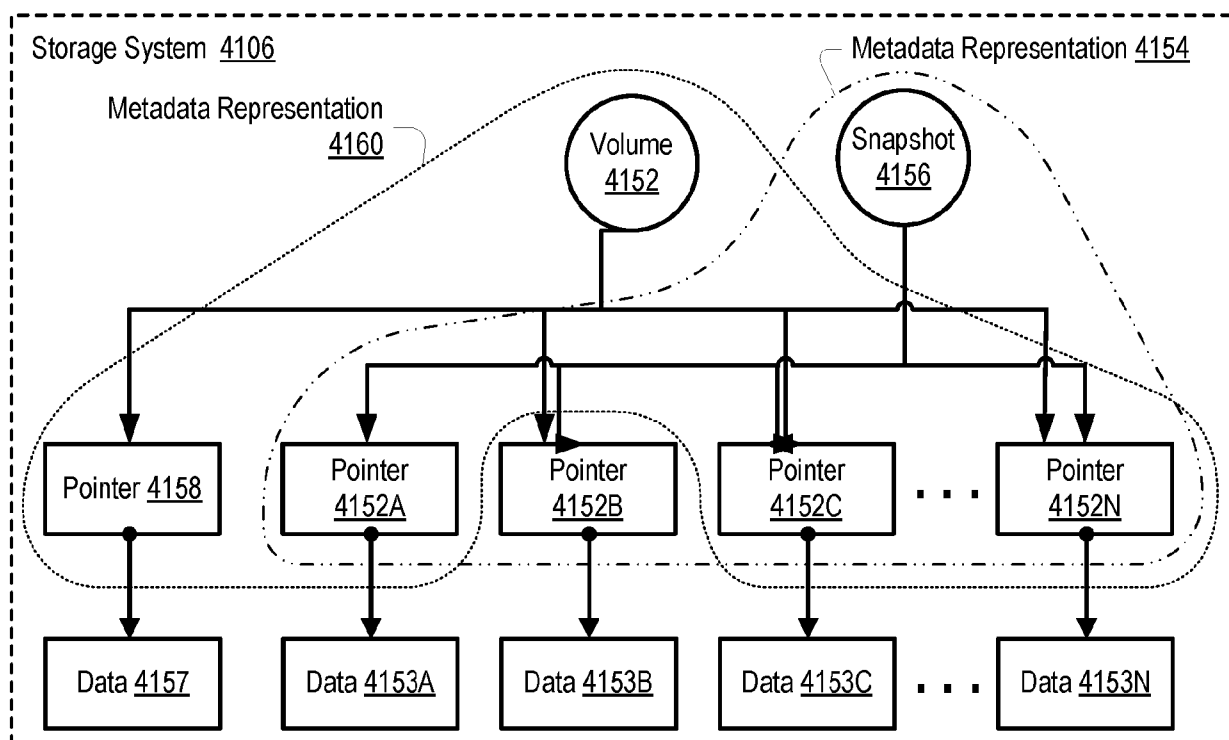 Storage System 4106
Metadata Representation 4154
Metadata Representation
4160
Volume
4152
Snapshot
4156
Pointer 4158
Pointer
4152A
Pointer
4152B
Pointer
4152C
. . .
Pointer
4152N
Data 4157
Data 4153A
Data 4153B
Data 4153C
. . .
Data 4153N